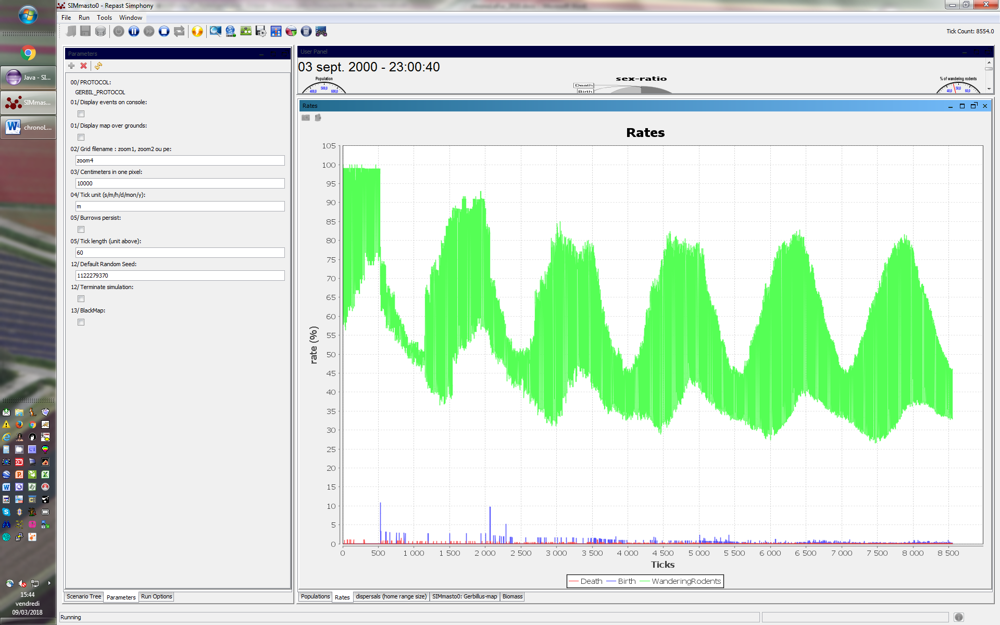 SIMmasto0 - Repast Simphony
File Run Tools Window
Tick Count: 8554.0
Java - SI...
SIMmas...
chronoL...
15:44
vendredi
09/03/2018
Parameters
00/ PROTOCOL:
GERBIL_PROTOCOL
01/ Display events on console:
01/ Display map over grounds:
02/ Grid filename : zoom1, zoom2 ou pe:
zoom4
03/ Centimeters in one pixel:
10000
04/ Tick unit (s/m/h/d/mon/y):
m
05/ Burrows persist:
05/ Tick length (unit above):
60
12/ Default Random Seed:
1122279370
12/ Terminate simulation:
13/ BlackMap:
Scenario Tree Parameters Run Options
User Panel
03 sept. 2000 - 23:00:40
Population
400,0 500,0 600,0
sex-ratio
Death
Birth
% of wandering rodents
40,0 50,0 60,0
Rates
Rates
105
100
95
90
85
80
75
70
65
60
55
50
45
40
35
30
25
20
15
10
5
0
rate (%)
0 500 1 000 1 500 2 000 2 500 3 000 3 500 4 000 4 500 5 000 5 500 6 000 6 500 7 000 7 500 8 000 8 500
Ticks
Death Birth WanderingRodents
Populations Rates dispersals (home range size) SIMmasto0: Gerbillus-map Biomass
Running